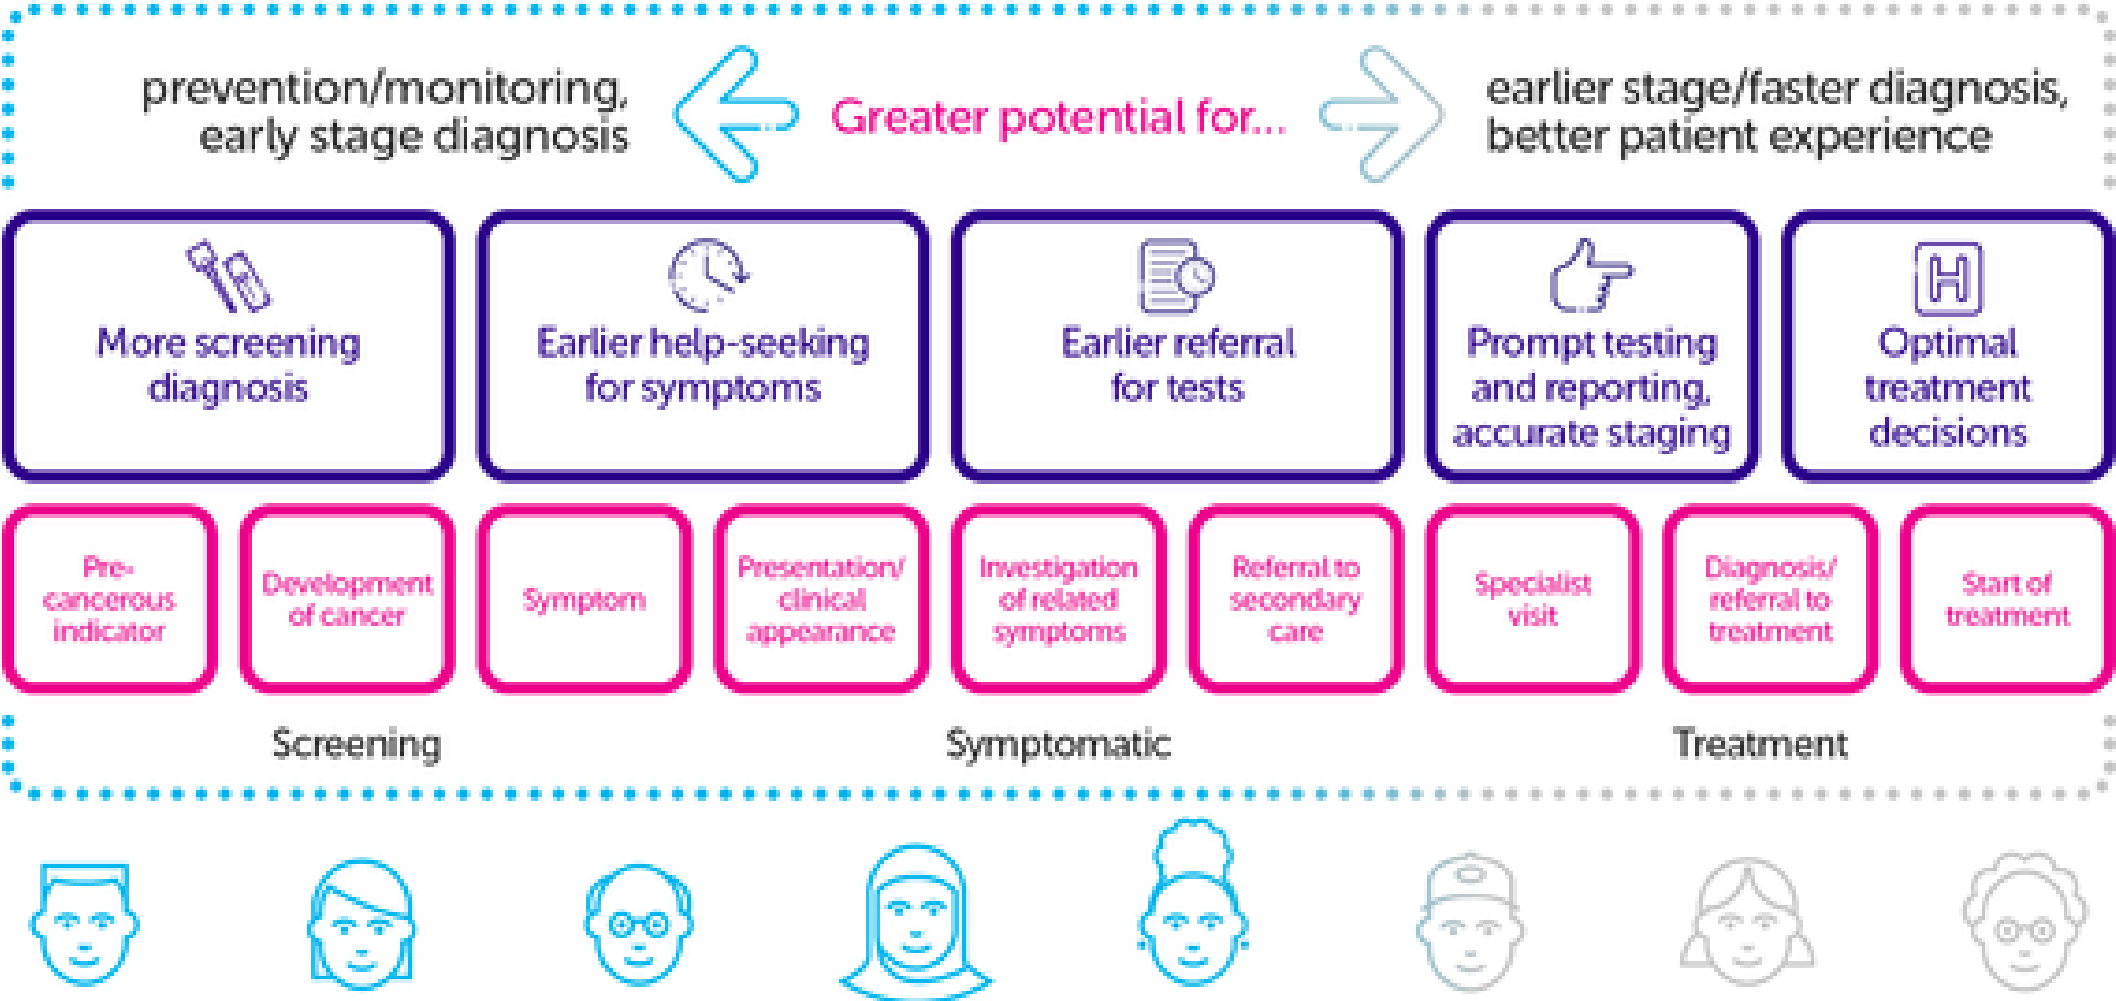 prevention/monitoring,
early stage diagnosis
Greater potential for...
earlier stage/faster diagnosis,
better patient experience
More screening
diagnosis
Earlier help-seeking
for symptoms
Earlier referral
for tests
Prompt testing
and reporting,
accurate staging
H
Optimal
treatment
decisions
Pre-
cancerous
indicator
Development
of cancer
Symptom
Presentation/
clinical
appearance
Investigation
of related
symptoms
Referral to
secondary
care
Specialist
visit
Diagnosis/
referral to
treatment
Start of
treatment
Screening
Symptomatic
Treatment